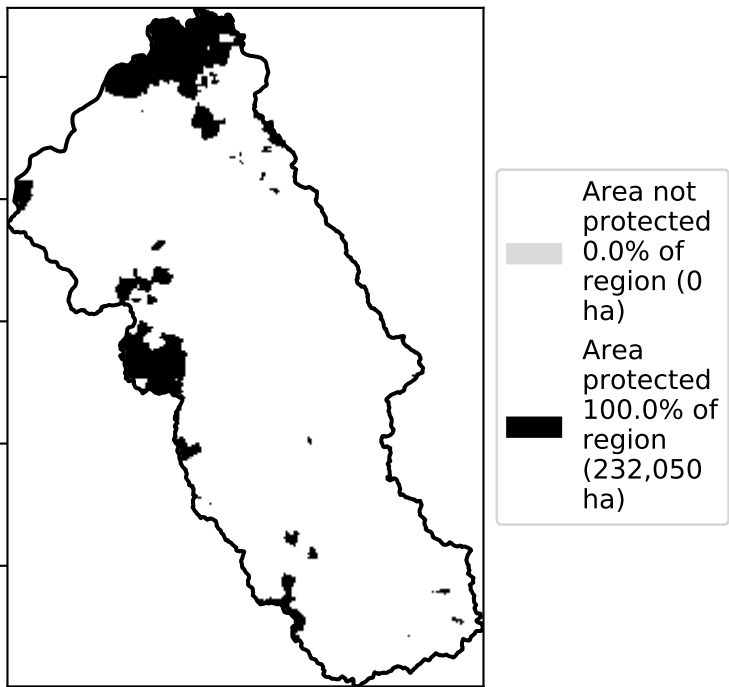 Area not
protected
0.0% of
region (0
ha)
Area
protected
100.0% of
region
(232,050
ha)